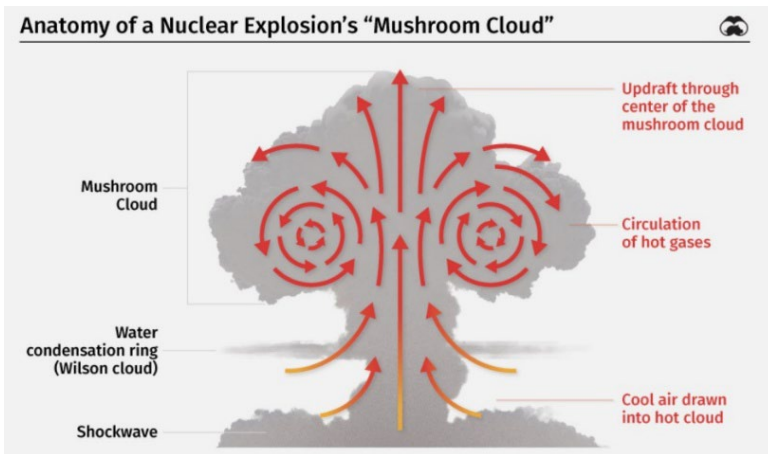 Anatomy of a Nuclear Explosion's “Mushroom Cloud”
Updraft through
center of the
mushroom cloud
Mushroom
Cloud
Circulation
of hot gases
Water
condensation ring
(Wilson cloud)
Cool air drawn
into hot cloud
Shockwave